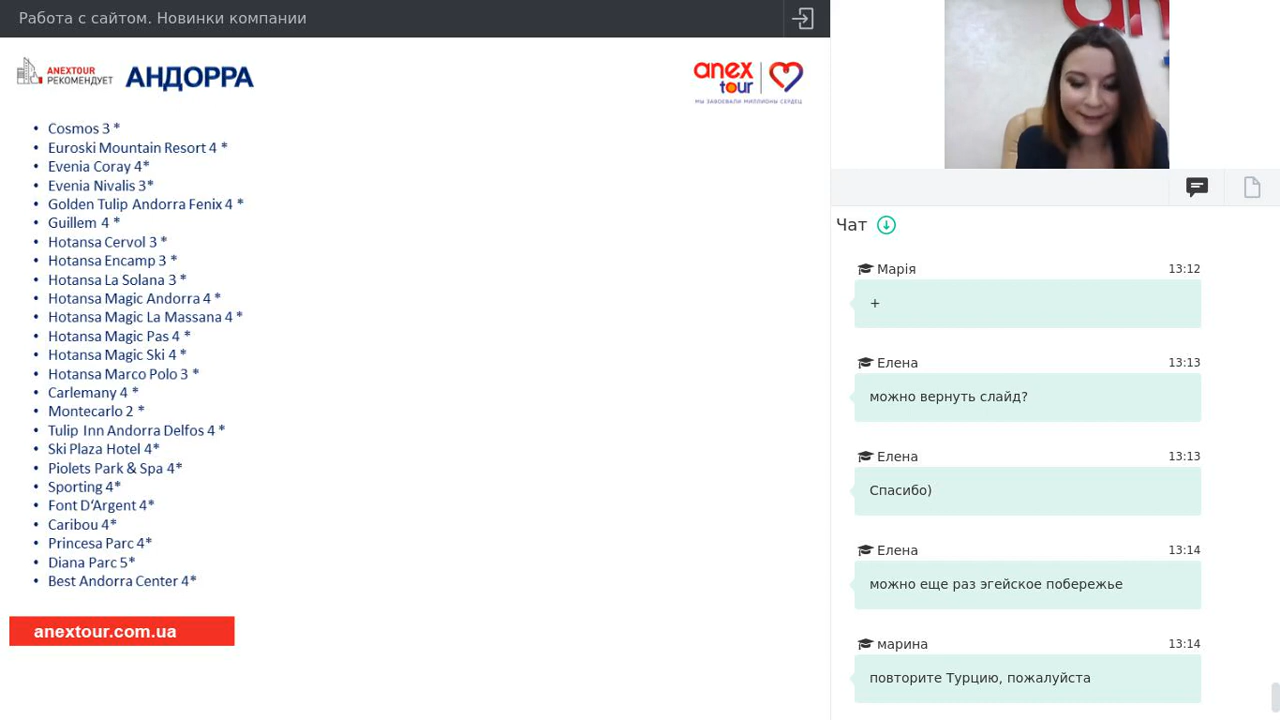 Работа с сайтом. Новинки компании
ANEXTOUR
РЕКОМЕНДУЕТ
АНДОРРА
anex
tour
МЫ ЗАВОЕВАЛИ МИЛЛИОНЫ СЕРДЕЦ
• Cosmos 3 *
• Euroski Mountain Resort 4 *
• Evenia Coray 4*
• Evenia Nivalis 3*
• Golden Tulip Andorra Fenix 4 *
• Guillem 4 *
• Hotansa Cervol 3 *
• Hotansa Encamp 3 *
• Hotansa La Solana 3 *
• Hotansa Magic Andorra 4 *
• Hotansa Magic La Massana 4 *
• Hotansa Magic Pas 4 *
• Hotansa Magic Ski 4 *
• Hotansa Marco Polo 3 *
• Carlemany 4 *
• Montecarlo 2 *
• Tulip Inn Andorra Delfos 4 *
• Ski Plaza Hotel 4*
• Piolets Park & Spa 4*
• Sporting 4*
• Font D‘Argent 4*
• Caribou 4*
• Princesa Parc 4*
• Diana Parc 5*
• Best Andorra Center 4*
anextour.com.ua
Чат
Марія 13:12
+
Елена 13:13
можно вернуть слайд?
Елена 13:13
Спасибо)
Елена 13:14
можно еще раз эгейское побережье
марина 13:14
повторите Турцию, пожалуйста